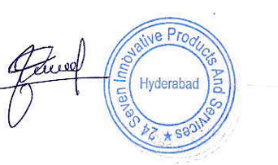 24 Seven Innovative Products And Services ★
Hyderabad